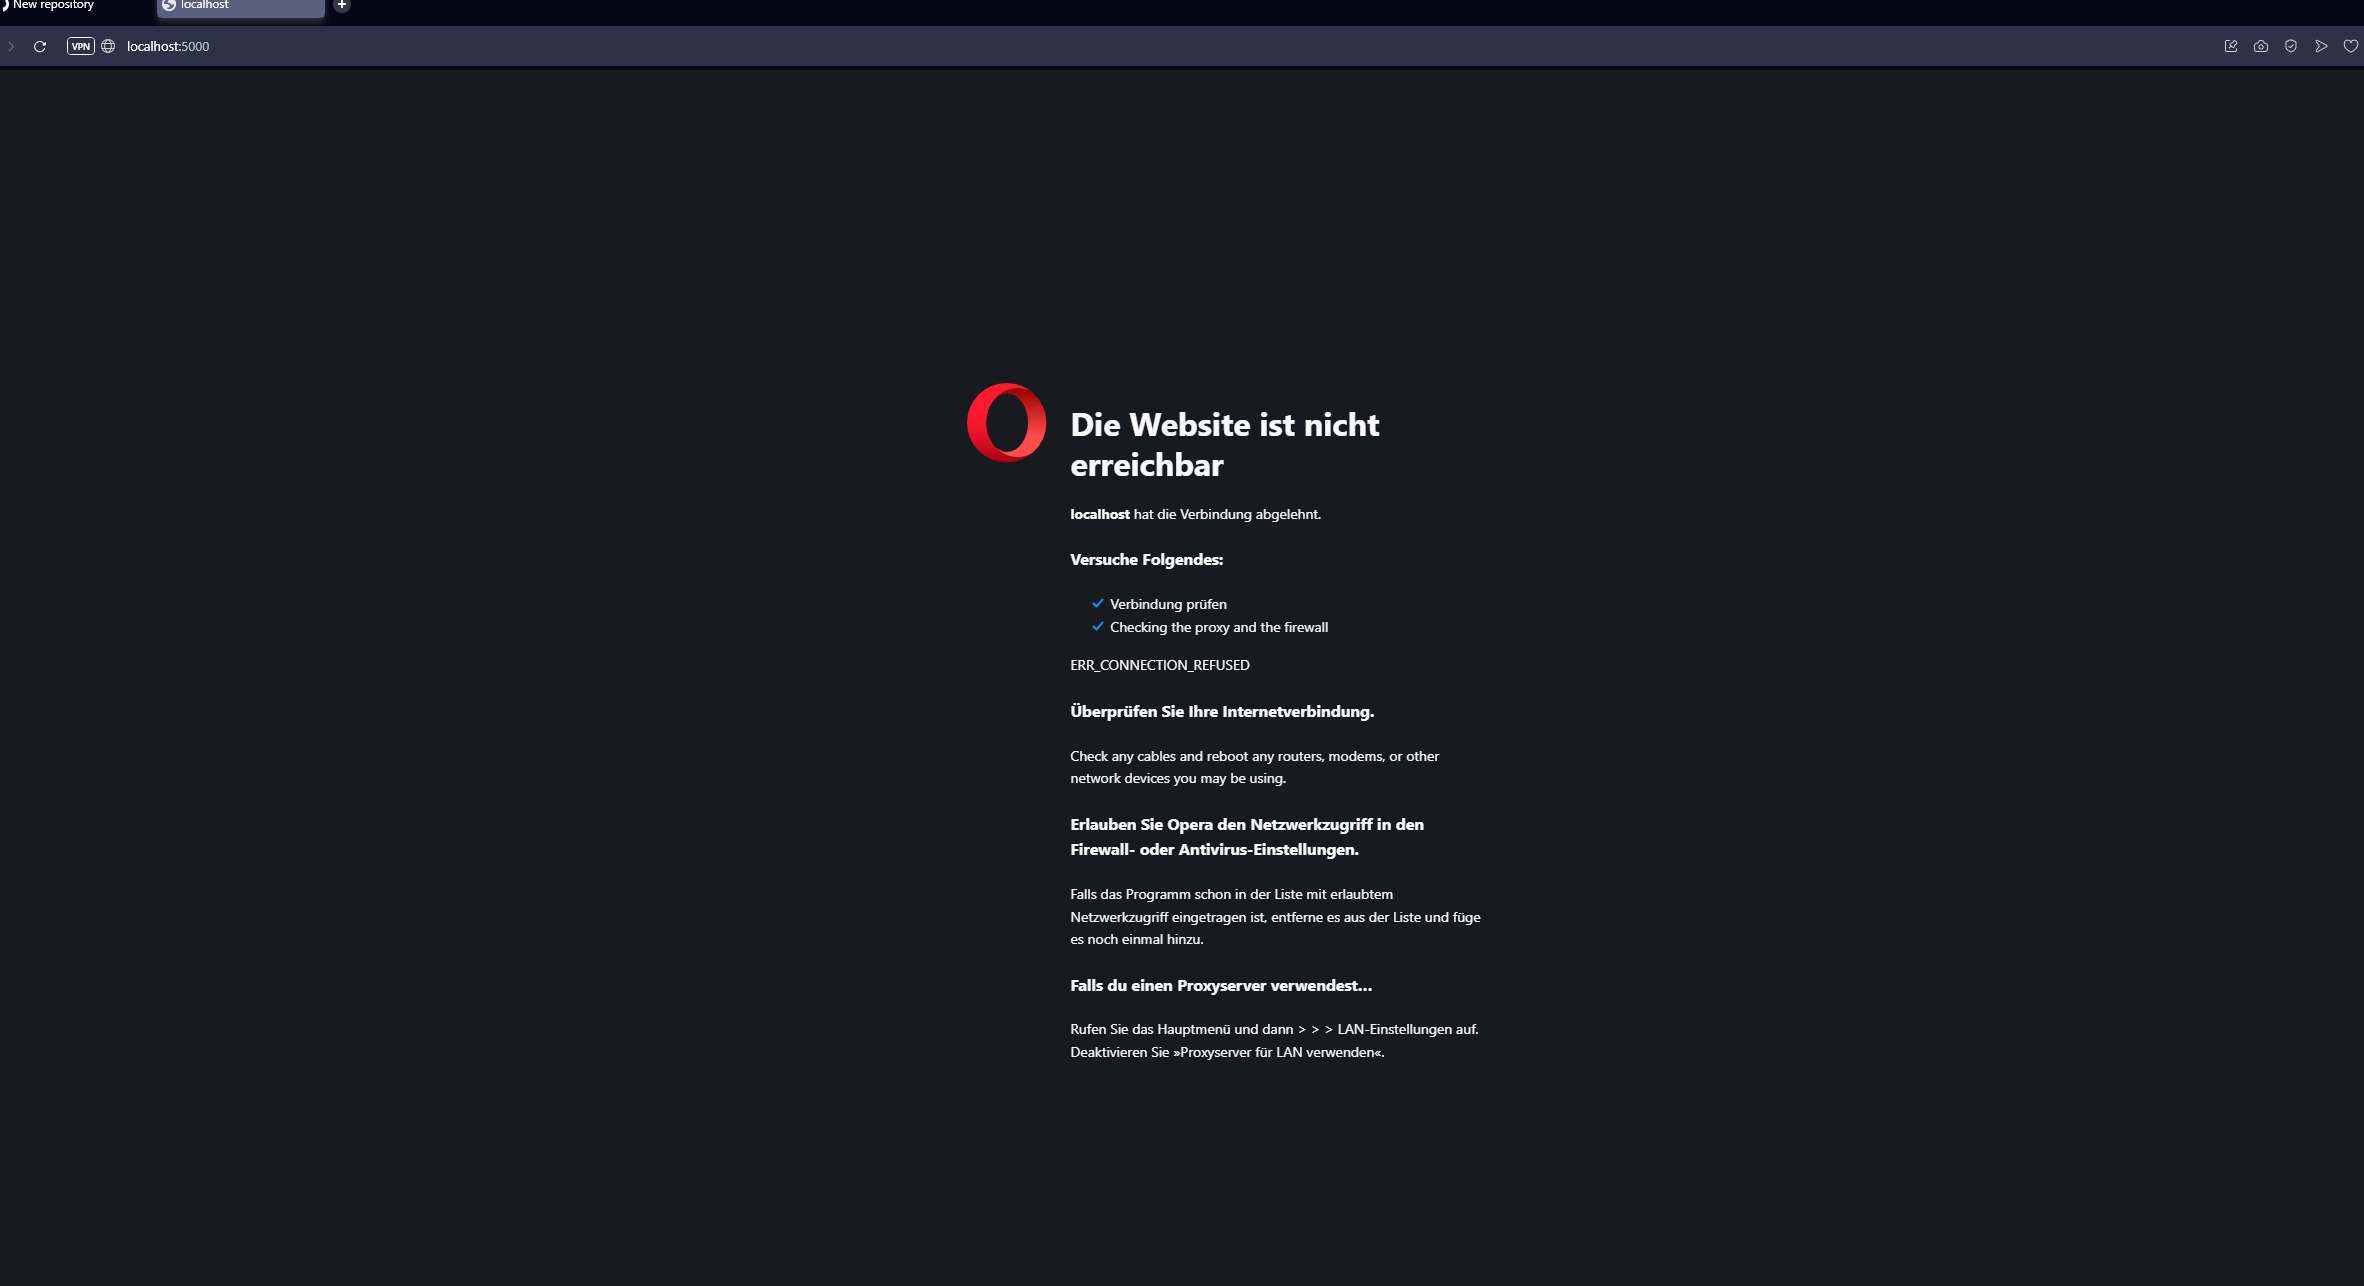 New repository
localhost
VPN
localhost:5000
Die Website ist nicht
erreichbar
localhost hat die Verbindung abgelehnt.
Versuche Folgendes:
Verbindung prüfen
Checking the proxy and the firewall
ERR_CONNECTION_REFUSED
Überprüfen Sie Ihre Internetverbindung.
Check any cables and reboot any routers, modems, or other
network devices you may be using.
Erlauben Sie Opera den Netzwerkzugriff in den
Firewall- oder Antivirus-Einstellungen.
Falls das Programm schon in der Liste mit erlaubtem
Netzwerkzugriff eingetragen ist, entferne es aus der Liste und füge
es noch einmal hinzu.
Falls du einen Proxyserver verwendest...
Rufen Sie das Hauptmenü und dann > > > LAN-Einstellungen auf.
Deaktivieren Sie »Proxyserver für LAN verwenden«.